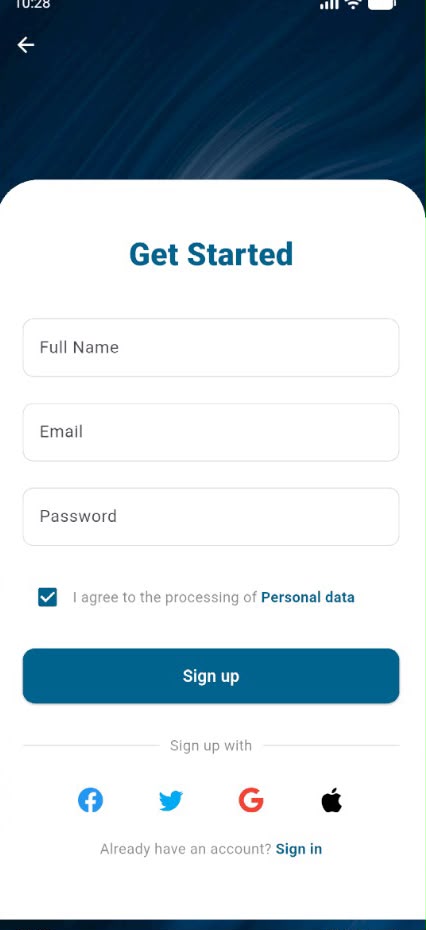 10:28
Get Started
Full Name
Email
Password
I agree to the processing of Personal data
Sign up
Sign up with
Already have an account? Sign in